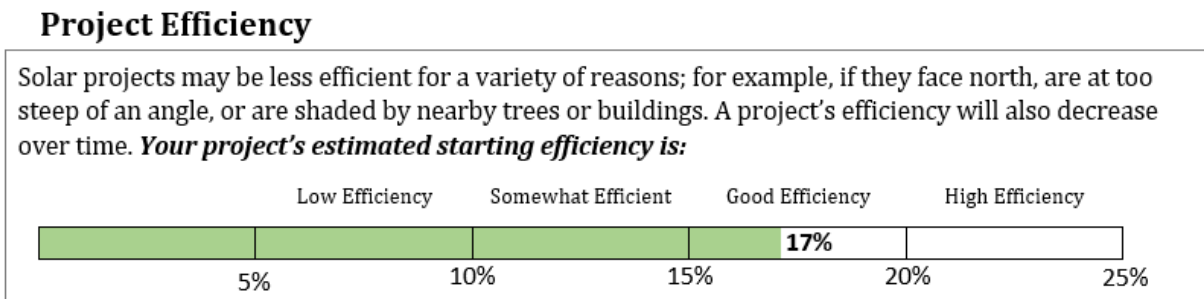 Project Efficiency
Solar projects may be less efficient for a variety of reasons; for example, if they face north, are at too
steep of an angle, or are shaded by nearby trees or buildings. A project’s efficiency will also decrease
over time. Your project’s estimated starting efficiency is:
Low Efficiency Somewhat Efficient Good Efficiency High Efficiency
17%
5% 10% 15% 20% 25%